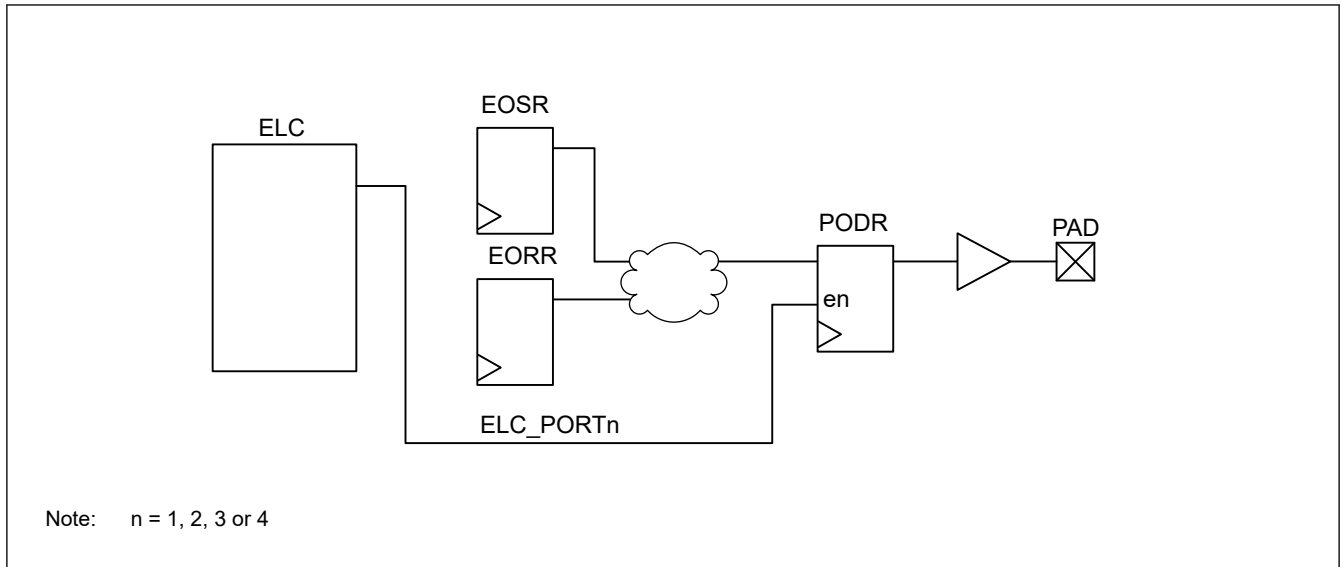 EOSR
ELC
PODR
PAD
EORR
en
ELC_PORTn
Note: n = 1, 2, 3 or 4